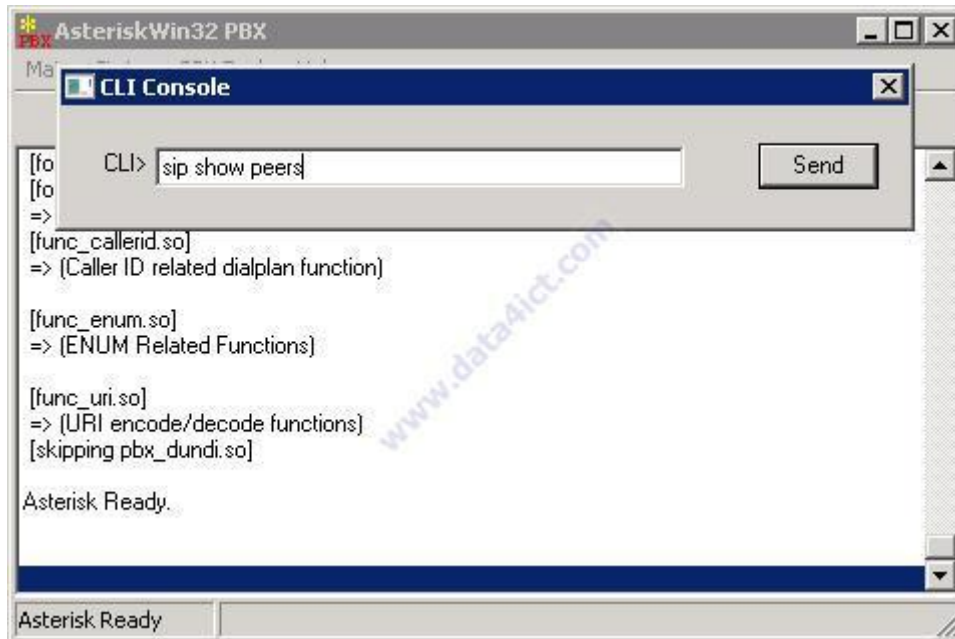 PBX AsteriskWin32 PBX
CLI Console
CLI> sip show peers
Send
[fo
[fo
=>
[func_callerid.so]
=> (Caller ID related dialplan function)
[func_enum.so]
=> (ENUM Related Functions)
[func_uri.so]
=> (URI encode/decode functions)
[skipping pbx_dundi.so]
Asterisk Ready.
www.data4ict.com
Asterisk Ready